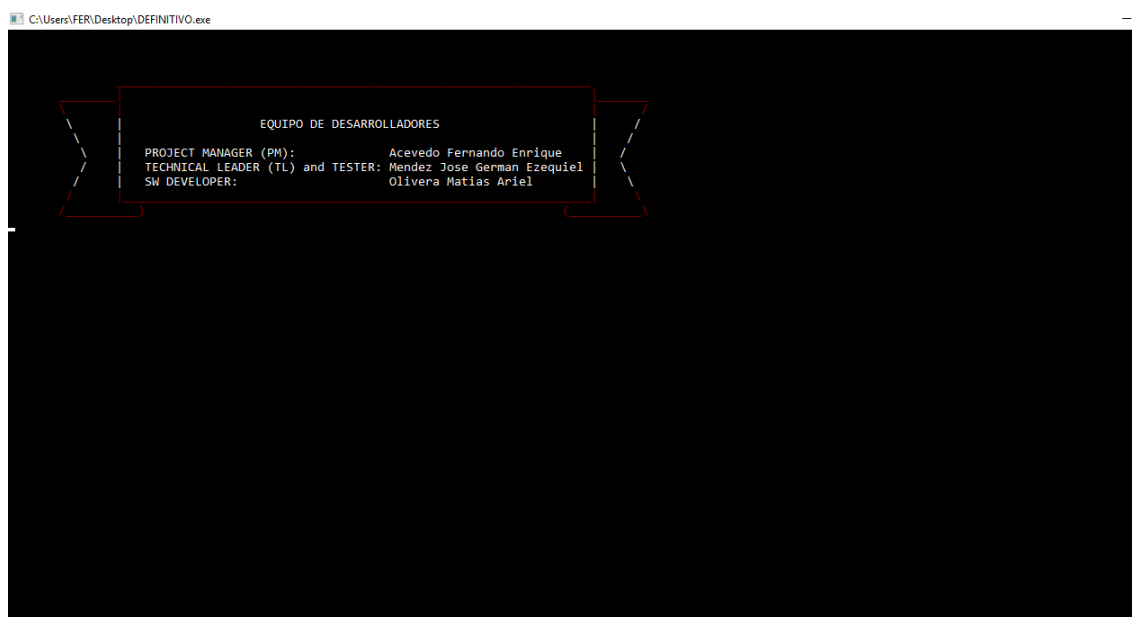 C:\Users\FER\Desktop\DEFINITIVO.exe
EQUIPO DE DESARROLLADORES
PROJECT MANAGER (PM): Acevedo Fernando Enrique
TECHNICAL LEADER (TL) and TESTER: Mendez Jose German Ezequiel
SW DEVELOPER: Olivera Matias Ariel